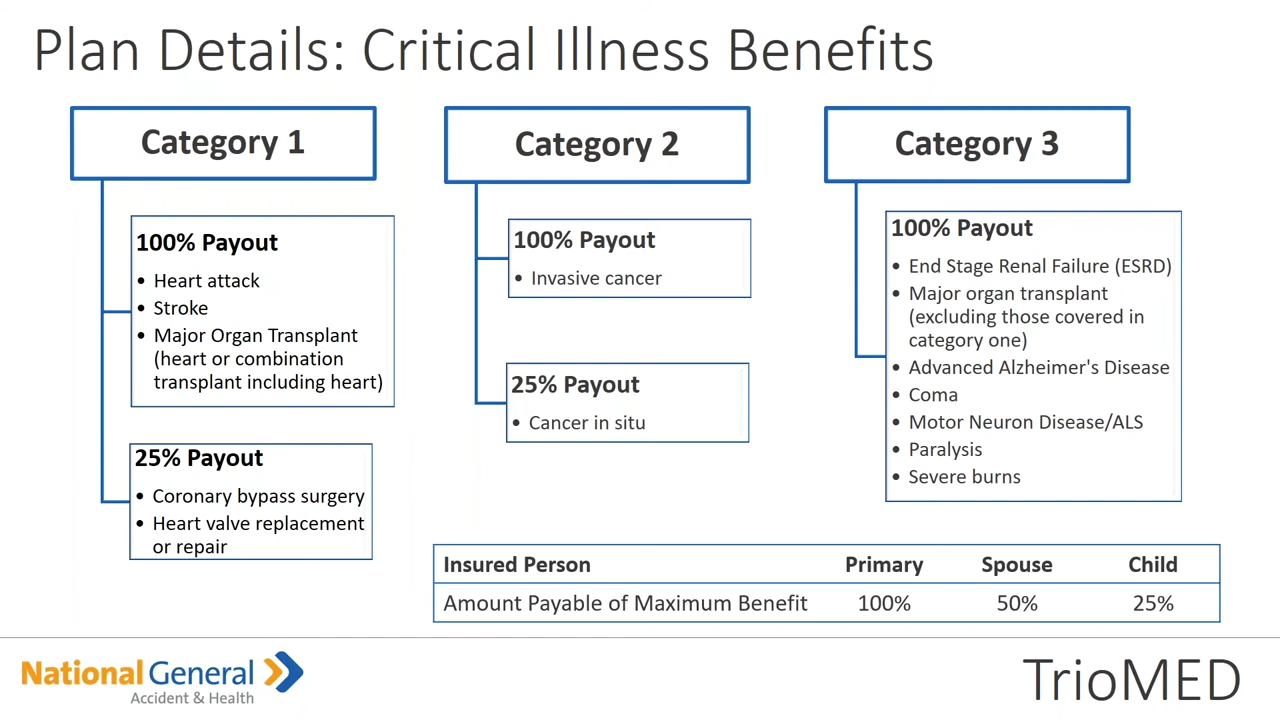 Plan Details: Critical Illness Benefits
Category 1
100% Payout
• Heart attack
• Stroke
• Major Organ Transplant
(heart or combination
transplant including heart)
25% Payout
• Coronary bypass surgery
• Heart valve replacement
or repair
Category 2
100% Payout
• Invasive cancer
25% Payout
• Cancer in situ
Category 3
100% Payout
• End Stage Renal Failure (ESRD)
• Major organ transplant
(excluding those covered in
category one)
• Advanced Alzheimer's Disease
• Coma
• Motor Neuron Disease/ALS
• Paralysis
• Severe burns
Insured Person Primary Spouse Child
Amount Payable of Maximum Benefit 100% 50% 25%
National General
Accident & Health
TrioMED